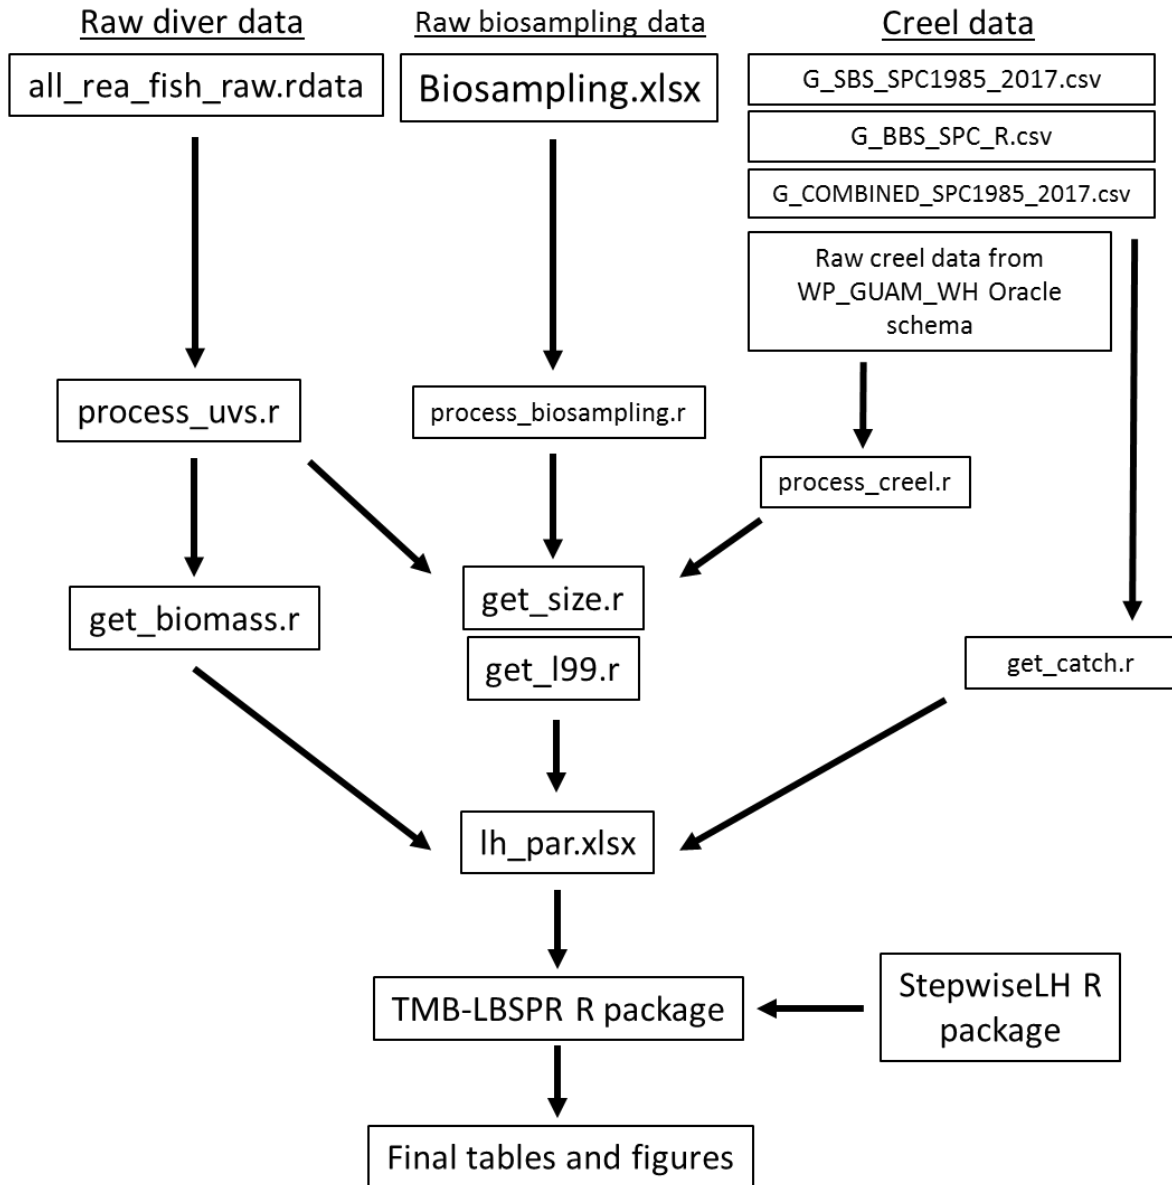 Raw diver data
Raw biosampling data
Creel data
all_rea_fish_raw.rdata
Biosampling.xlsx
G_SBS_SPC1985_2017.csv
G_BBS_SPC_R.csv
G_COMBINED_SPC1985_2017.csv
Raw creel data from
WP_GUAM_WH Oracle
schema
process_uvs.r
process_biosampling.r
process_creel.r
get_biomass.r
get_size.r
get_l99.r
get_catch.r
lh_par.xlsx
TMB-LBSPR R package
StepwiseLH R
package
Final tables and figures